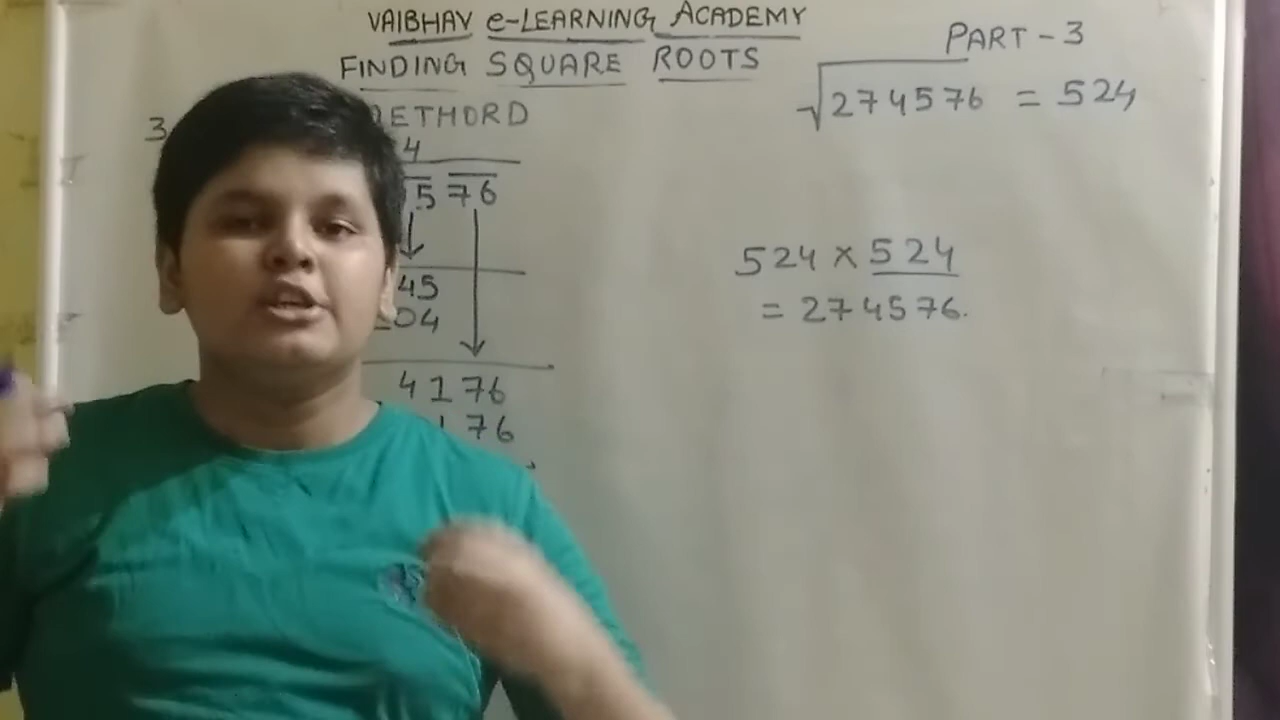 VAIBHAV e-LEARNING ACADEMY
FINDING SQUARE ROOTS
PART - 3
√274576 = 524
3
ETHORD
4
5 76
45
04
4176
176
524 × 524
= 274576.